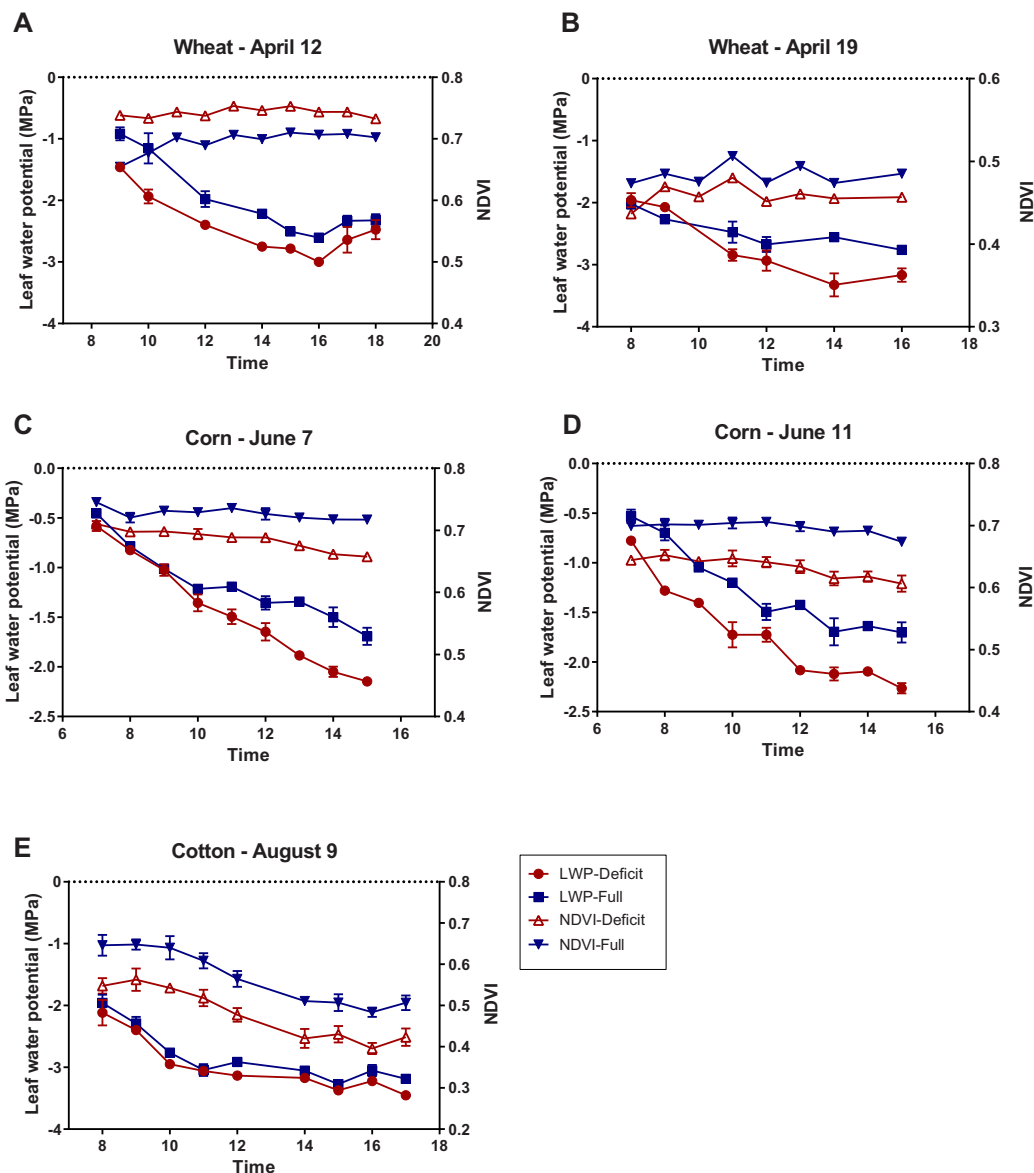 A
Wheat - April 12
0
-1
-2
-3
-4
Leaf water potential (MPa)
0.8
0.7
0.6
0.5
0.4
NDVI
8 10 12 14 16 18 20
Time
B
Wheat - April 19
0
-1
-2
-3
-4
Leaf water potential (MPa)
0.6
0.5
0.4
0.3
NDVI
8 10 12 14 16 18
Time
C
Corn - June 7
0.0
-0.5
-1.0
-1.5
-2.0
-2.5
Leaf water potential (MPa)
0.8
0.7
0.6
0.5
0.4
NDVI
6 8 10 12 14 16
Time
D
Corn - June 11
0.0
-0.5
-1.0
-1.5
-2.0
-2.5
Leaf water potential (MPa)
0.8
0.7
0.6
0.5
0.4
NDVI
6 8 10 12 14 16
Time
E
Cotton - August 9
0
-1
-2
-3
-4
Leaf water potential (MPa)
0.8
0.7
0.6
0.5
0.4
0.3
0.2
NDVI
8 10 12 14 16 18
Time
LWP-Deficit
LWP-Full
NDVI-Deficit
NDVI-Full